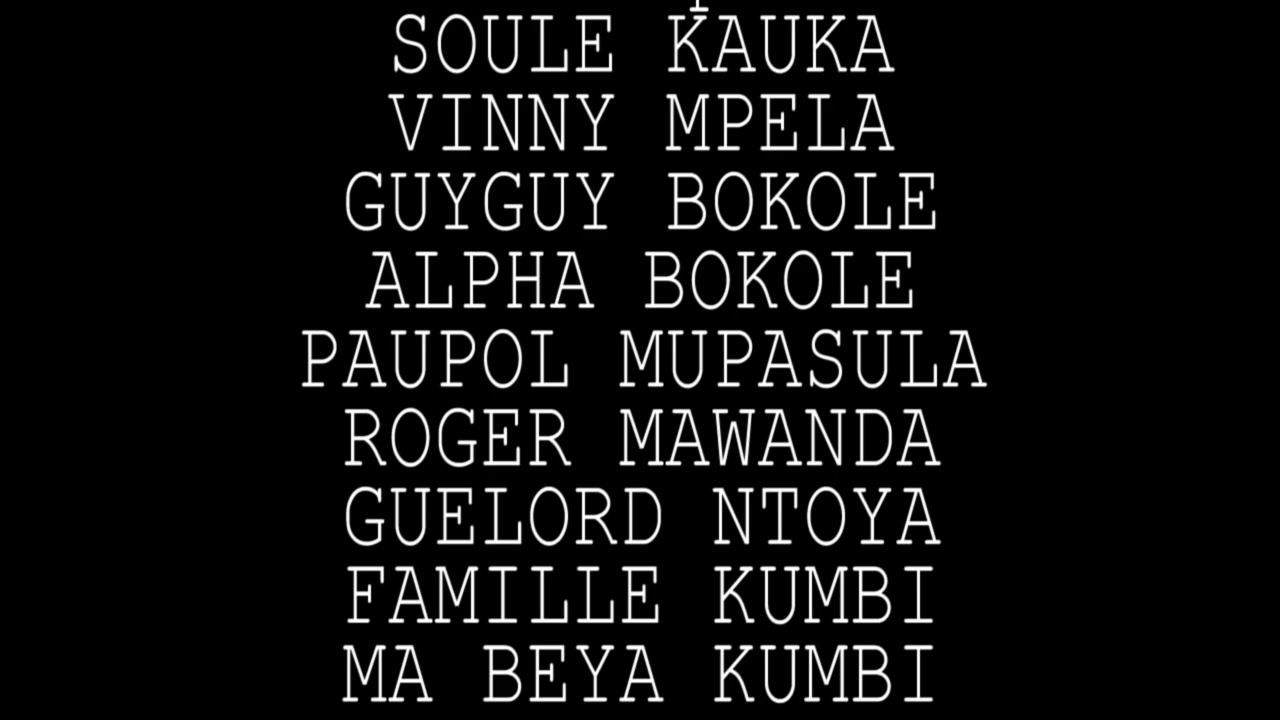 SOULE KAUKA
VINNY MPELA
GUYGUY BOKOLE
ALPHA BOKOLE
PAUPOL MUPASULA
ROGER MAWANDA
GUELORD NTOYA
FAMILLE KUMBI
MA BEYA KUMBI